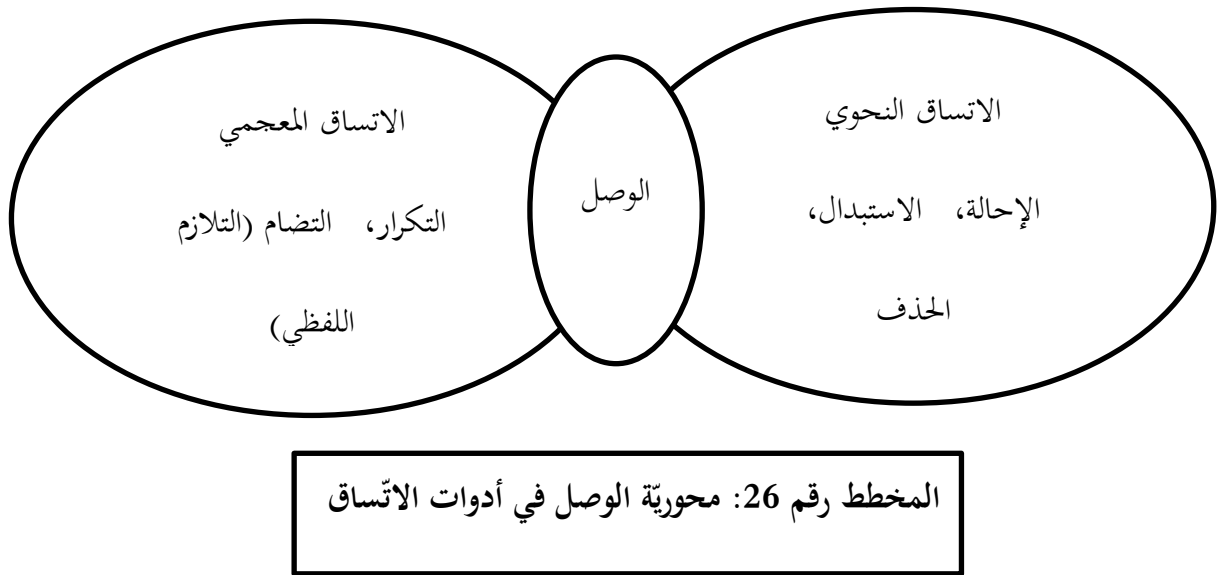 الاتساق النحوي
الإحالة، الاستبدال،
الحذف
الوصل
الاتساق المعجمي
التكرار، التضام (التلازم
اللفظي)
المخطط رقم 26: محوريّة الوصل في أدوات الاتّساق